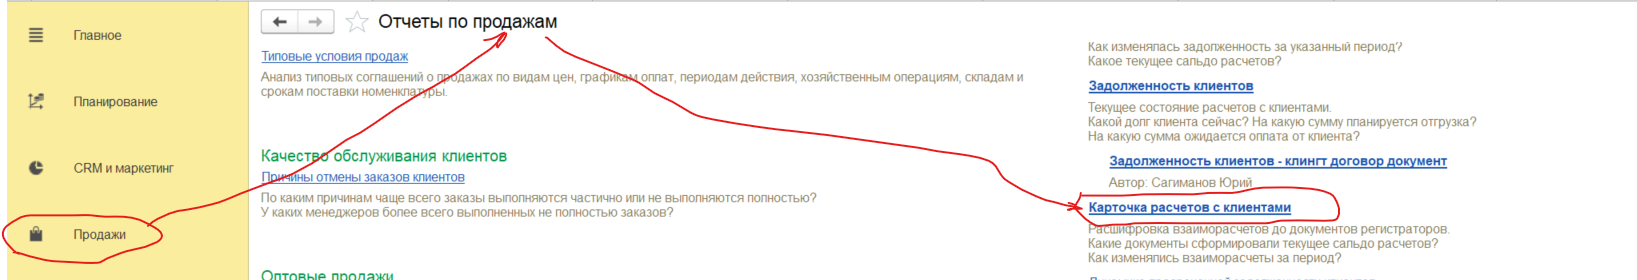 Главное
Планирование
CRM и маркетинг
Продажи
Отчеты по продажам
Типовые условия продаж
Анализ типовых соглашений о продажах по видам цен, графикам оплат, периодам действия, хозяйственным операциям, складам и
срокам поставки номенклатуры.
Качество обслуживания клиентов
Причины отмены заказов клиентов
По каким причинам чаще всего заказы выполняются частично или не выполняются полностью?
У каких менеджеров более всего выполненных не полностью заказов?
Оптовые продажи
Как изменялась задолженность за указанный период?
Какое текущее сальдо расчетов?
Задолженность клиентов
Текущее состояние расчетов с клиентами.
Какой долг клиента сейчас? На какую сумму планируется отгрузка?
На какую сумма ожидается оплата от клиента?
Задолженность клиентов - клингт договор документ
Автор: Сагиманов Юрий
Карточка расчетов с клиентами
Расшифровка взаиморасчетов до документов регистраторов.
Какие документы сформировали текущее сальдо расчетов?
Как изменялись взаиморасчеты за период?